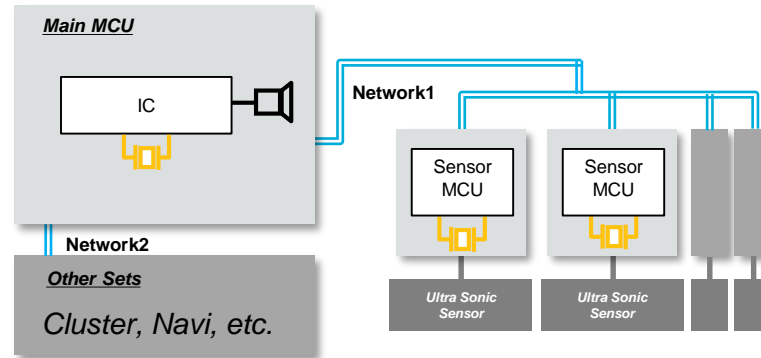 Main MCU
IC
Network1
Sensor
MCU
Sensor
MCU
Network2
Other Sets
Cluster, Navi, etc.
Ultra Sonic
Sensor
Ultra Sonic
Sensor